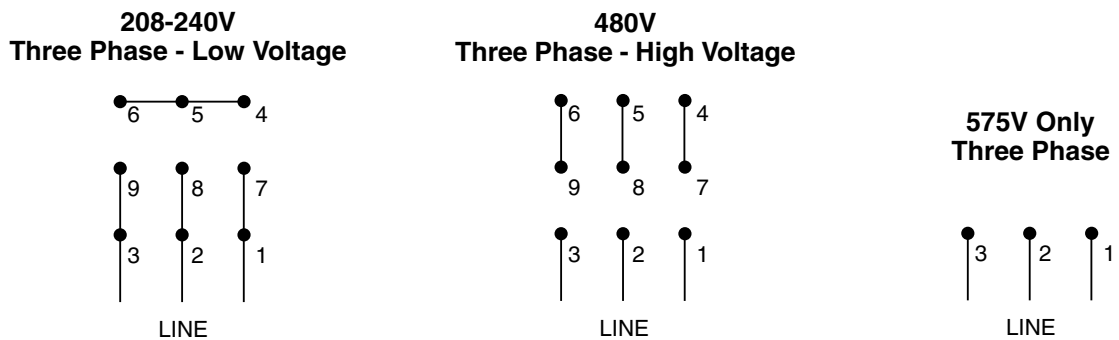 208-240V
Three Phase - Low Voltage
6 5 4
9 8 7
3 2 1
LINE
480V
Three Phase - High Voltage
6 5 4
9 8 7
3 2 1
LINE
575V Only
Three Phase
3 2 1
LINE